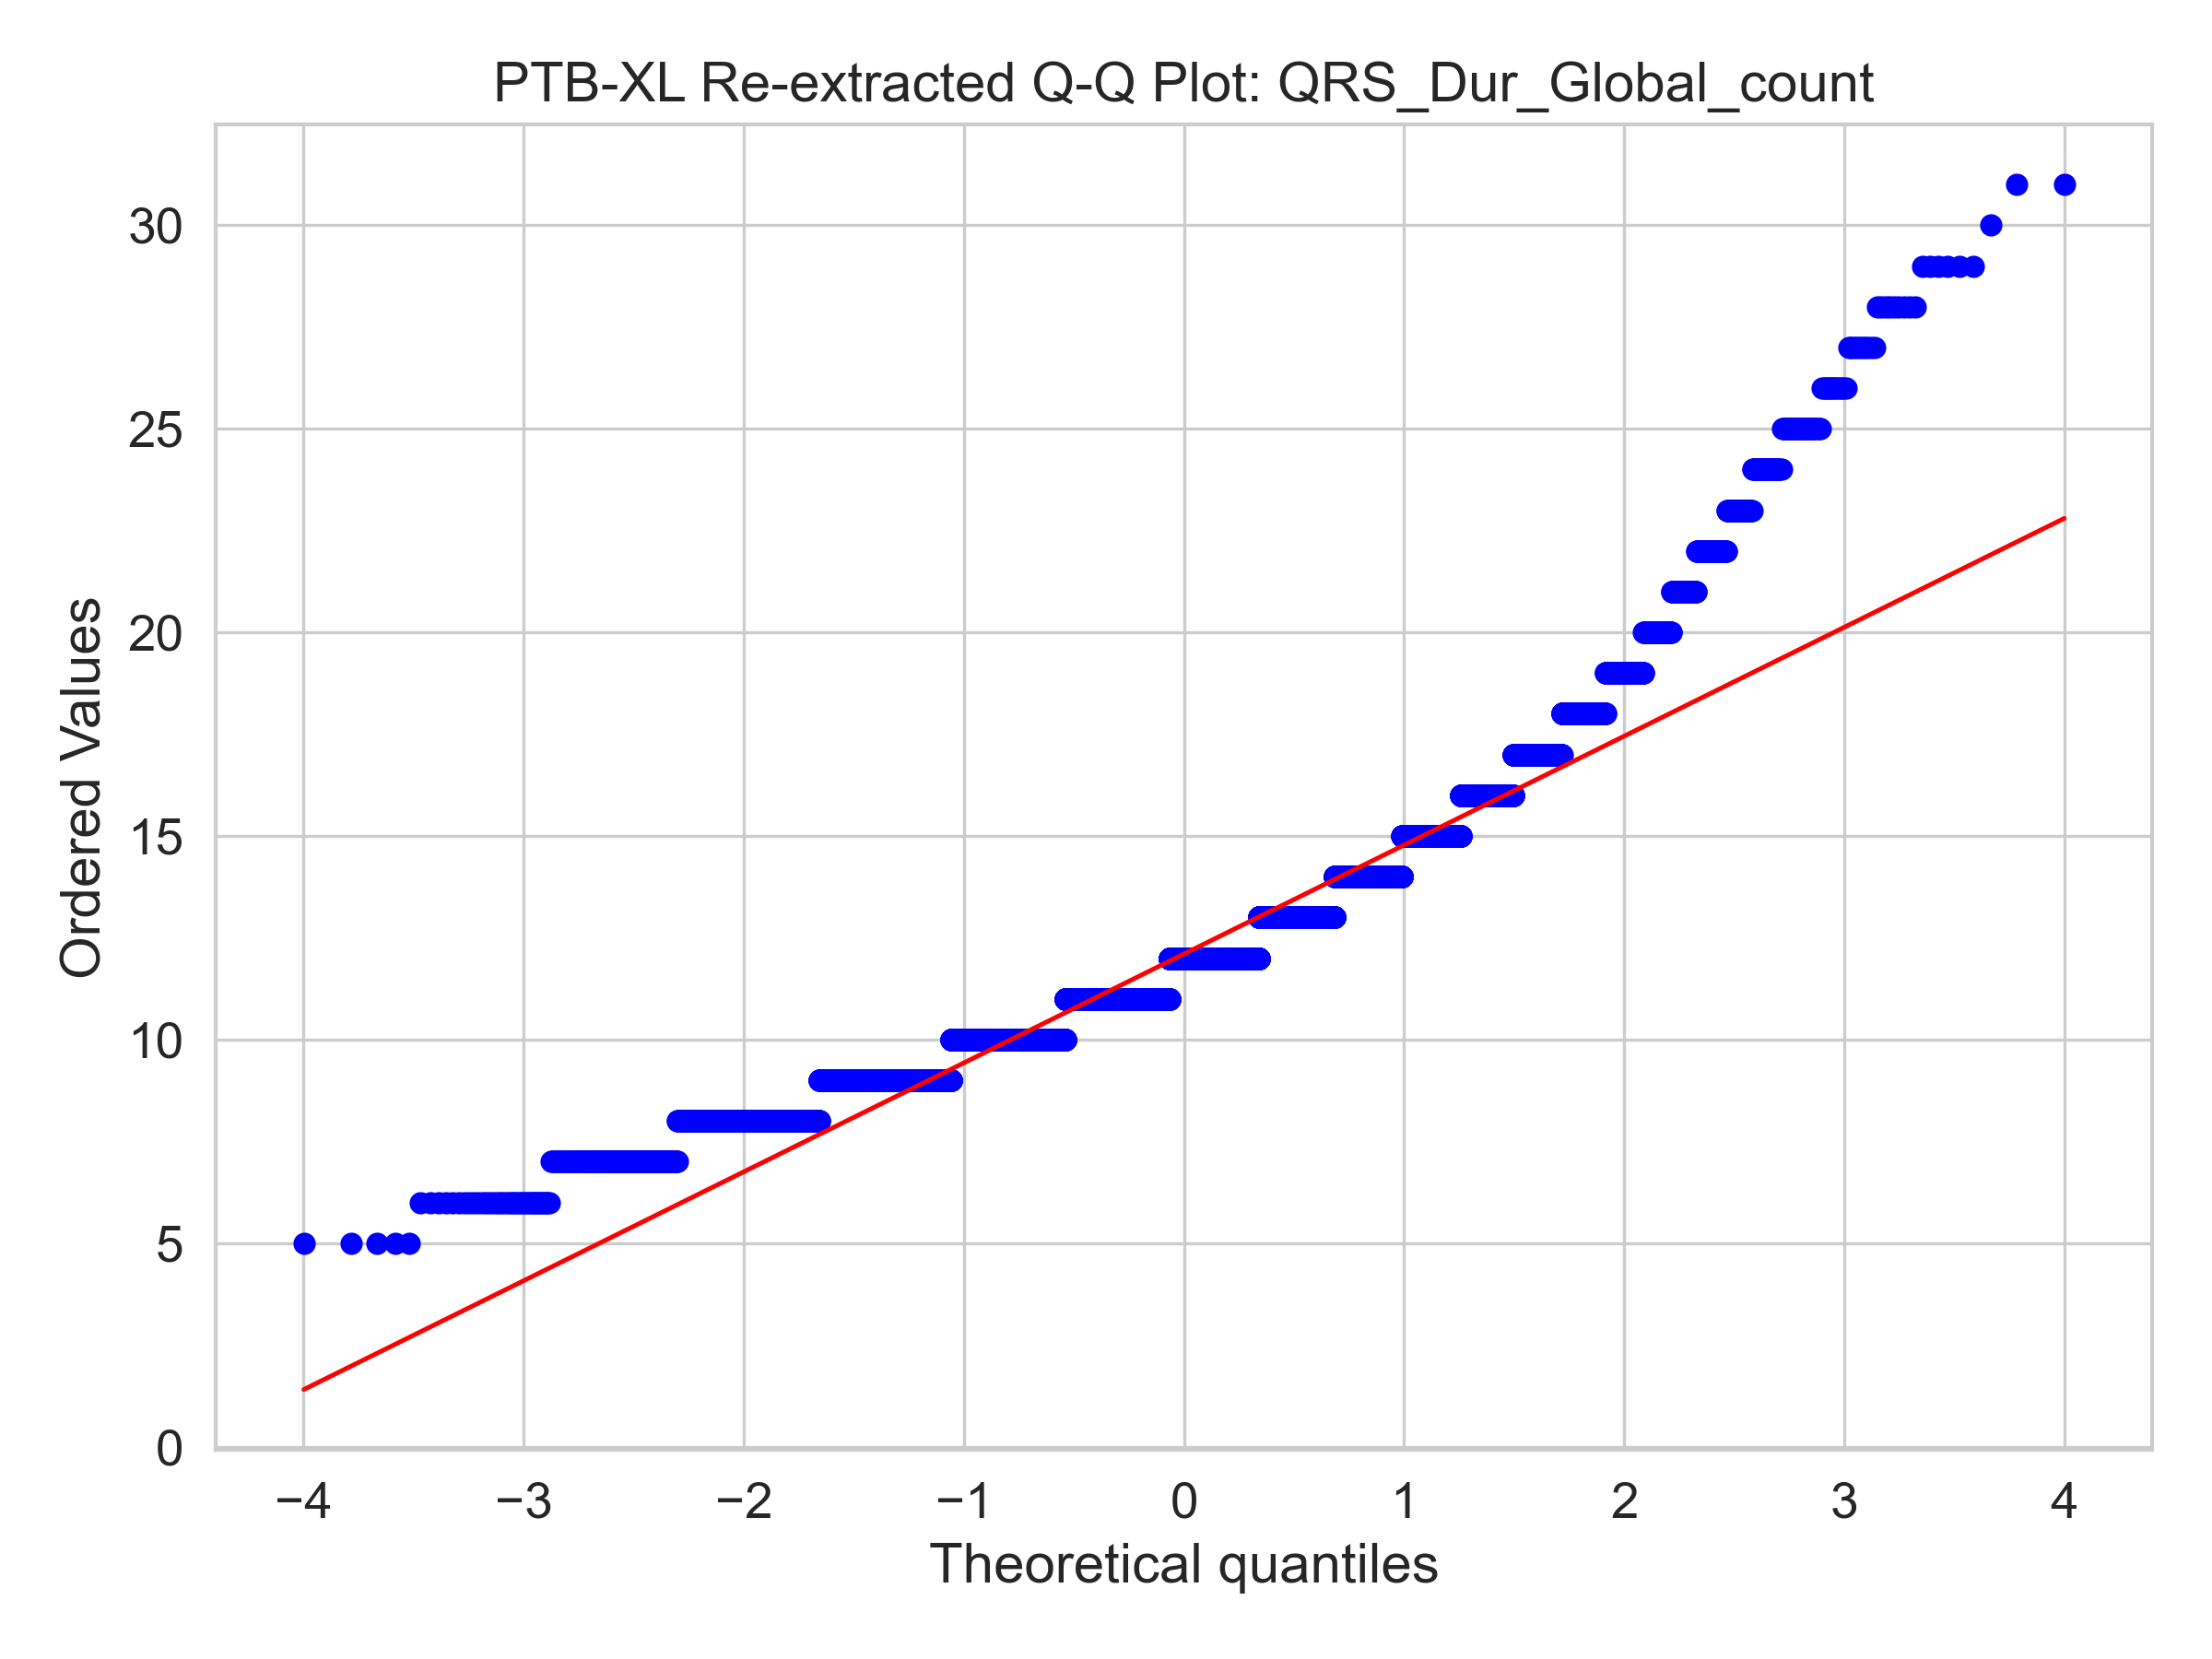 PTB-XL Re-extracted Q-Q Plot: QRS_Dur_Global_count
Ordered Values
30
25
20
15
10
5
0
−4 −3 −2 −1 0 1 2 3 4
Theoretical quantiles